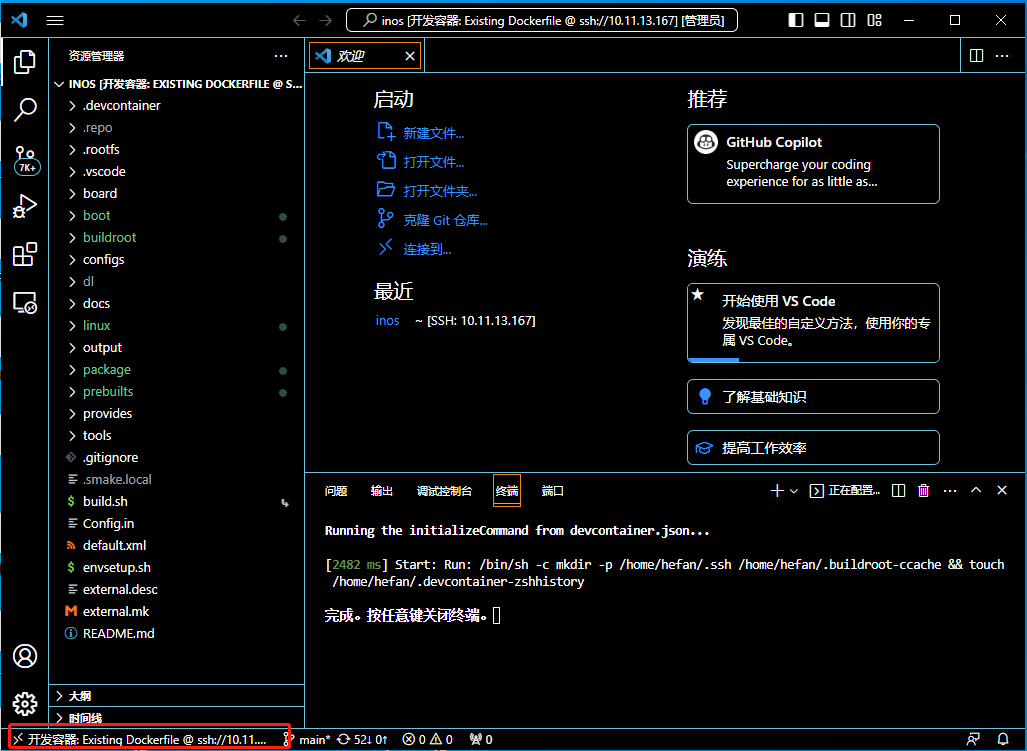 inos [开发容器: Existing Dockerfile @ ssh://10.11.13.167] [管理员]
资源管理器
INOS [开发容器: EXISTING DOCKERFILE @ S...
.devcontainer
.repo
.rootfs
.vscode
board
boot
buildroot
configs
dl
docs
linux
output
package
prebuilts
provides
tools
.gitignore
.smake.local
build.sh
Config.in
default.xml
envsetup.sh
external.desc
external.mk
README.md
大纲
时间线
7K+
欢迎
启动
新建文件...
打开文件...
打开文件夹...
克隆 Git 仓库...
连接到...
最近
inos ~ [SSH: 10.11.13.167]
推荐
GitHub Copilot
Supercharge your coding
experience for as little as...
演练
开始使用 VS Code
发现最佳的自定义方法，使用你的专
属 VS Code。
了解基础知识
提高工作效率
问题 输出 调试控制台 终端 端口
正在配置...
Running the initializeCommand from devcontainer.json...
[2482 ms] Start: Run: /bin/sh -c mkdir -p /home/hefan/.ssh /home/hefan/.buildroot-ccache && touch
/home/hefan/.devcontainer-zshhistory
完成。按任意键关闭终端。
开发容器: Existing Dockerfile @ ssh://10.11.... main* 52↓ 0↑ 0 0 0